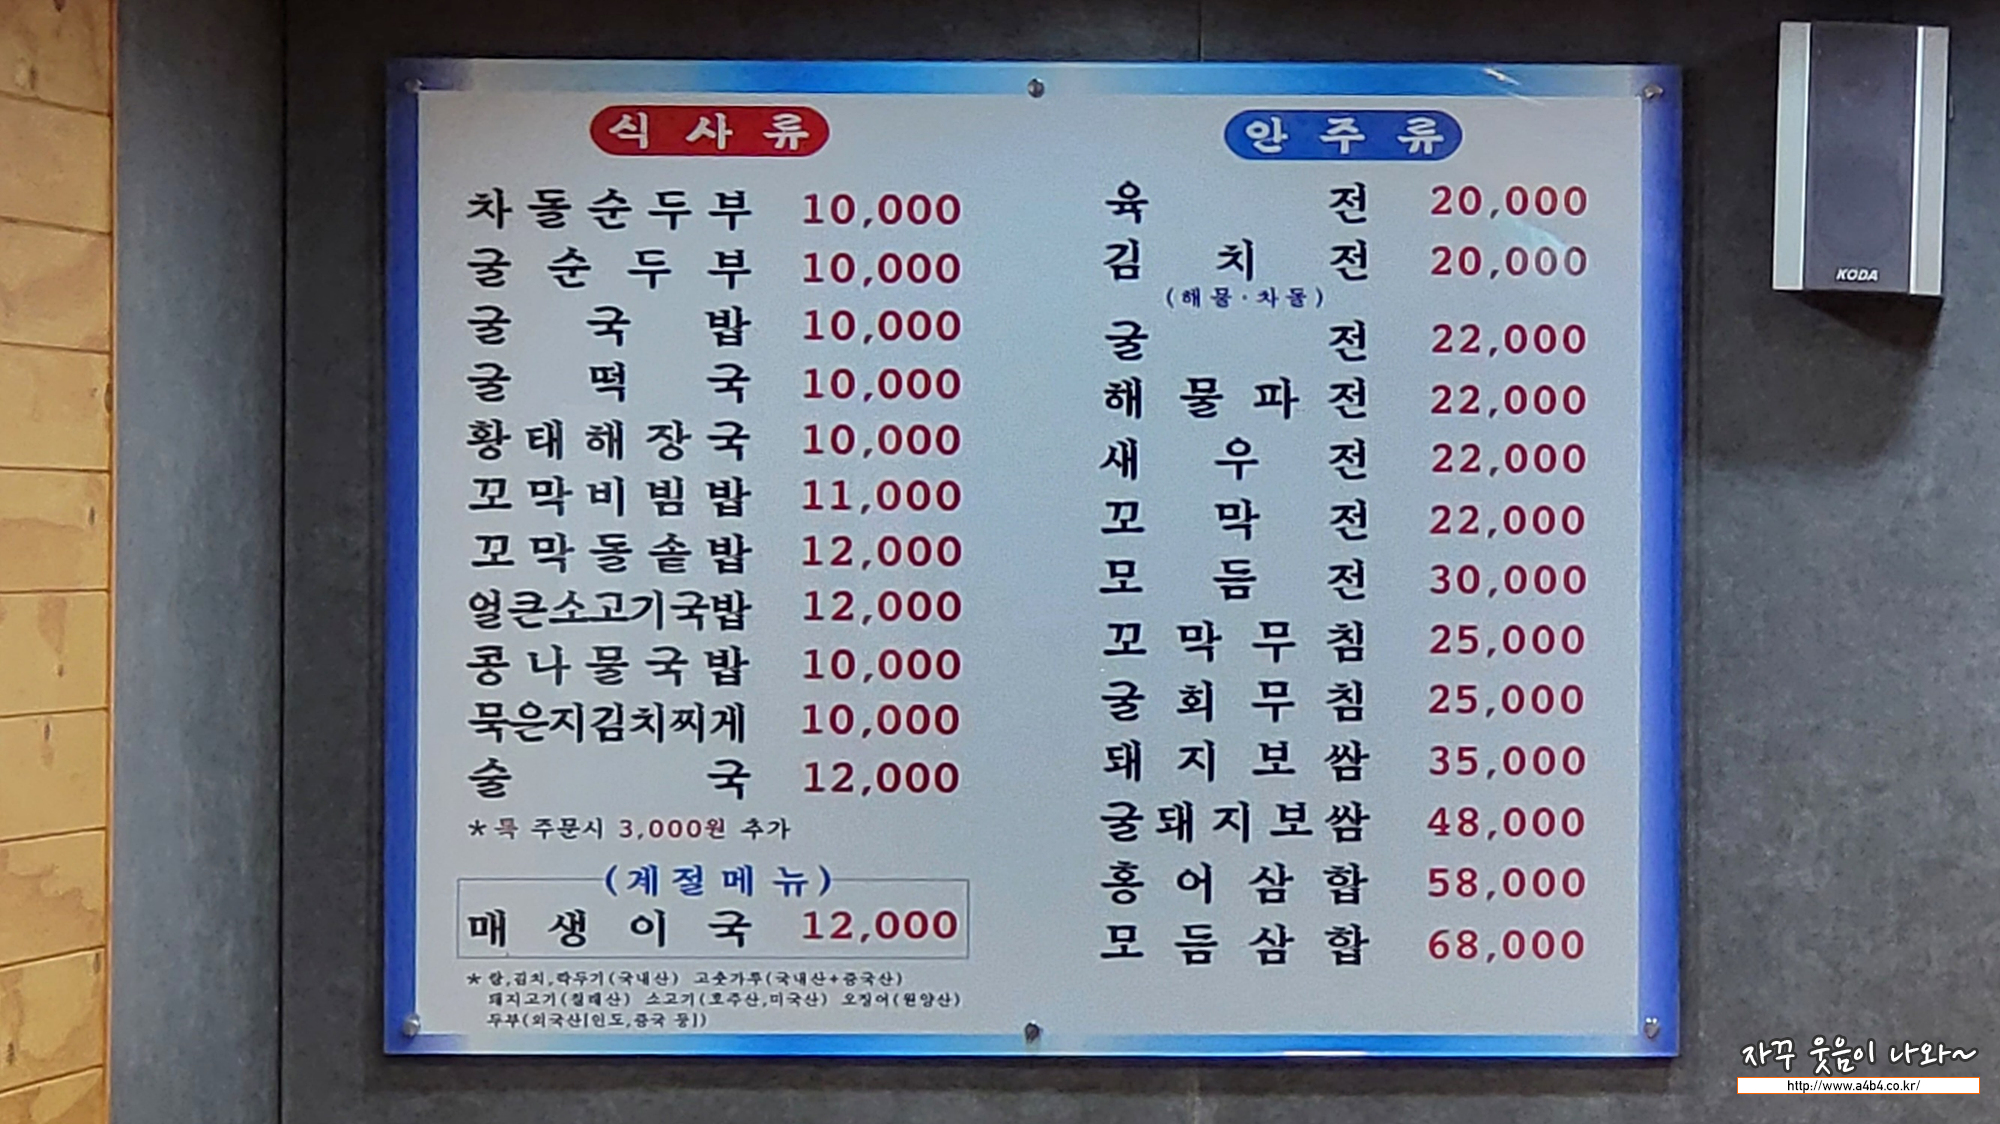 식사류
차돌순두부 10,000
굴순두부 10,000
굴국밥 10,000
굴떡국 10,000
황태해장국 10,000
꼬막비빔밥 11,000
꼬막돌솥밥 12,000
얼큰소고기국밥 12,000
콩나물국밥 10,000
묵은지김치찌게 10,000
술국 12,000
*특 주문시 3,000원 추가
(계절메뉴)
매생이국 12,000
*쌀,김치,깍두기(국내산) 고춧가루(국내산+중국산)
돼지고기(칠레산) 소고기(호주산,미국산) 오징어(원양산)
두부(외국산[인도,중국 등])
안주류
육전 20,000
김치전 20,000
(해물·차돌)
굴전 22,000
해물파전 22,000
새우전 22,000
꼬막전 22,000
모듬전 30,000
꼬막무침 25,000
굴회무침 25,000
돼지보쌈 35,000
굴돼지보쌈 48,000
홍어삼합 58,000
모듬삼합 68,000
KODA
자꾸 웃음이 나와~
http://www.a4b4.co.kr/